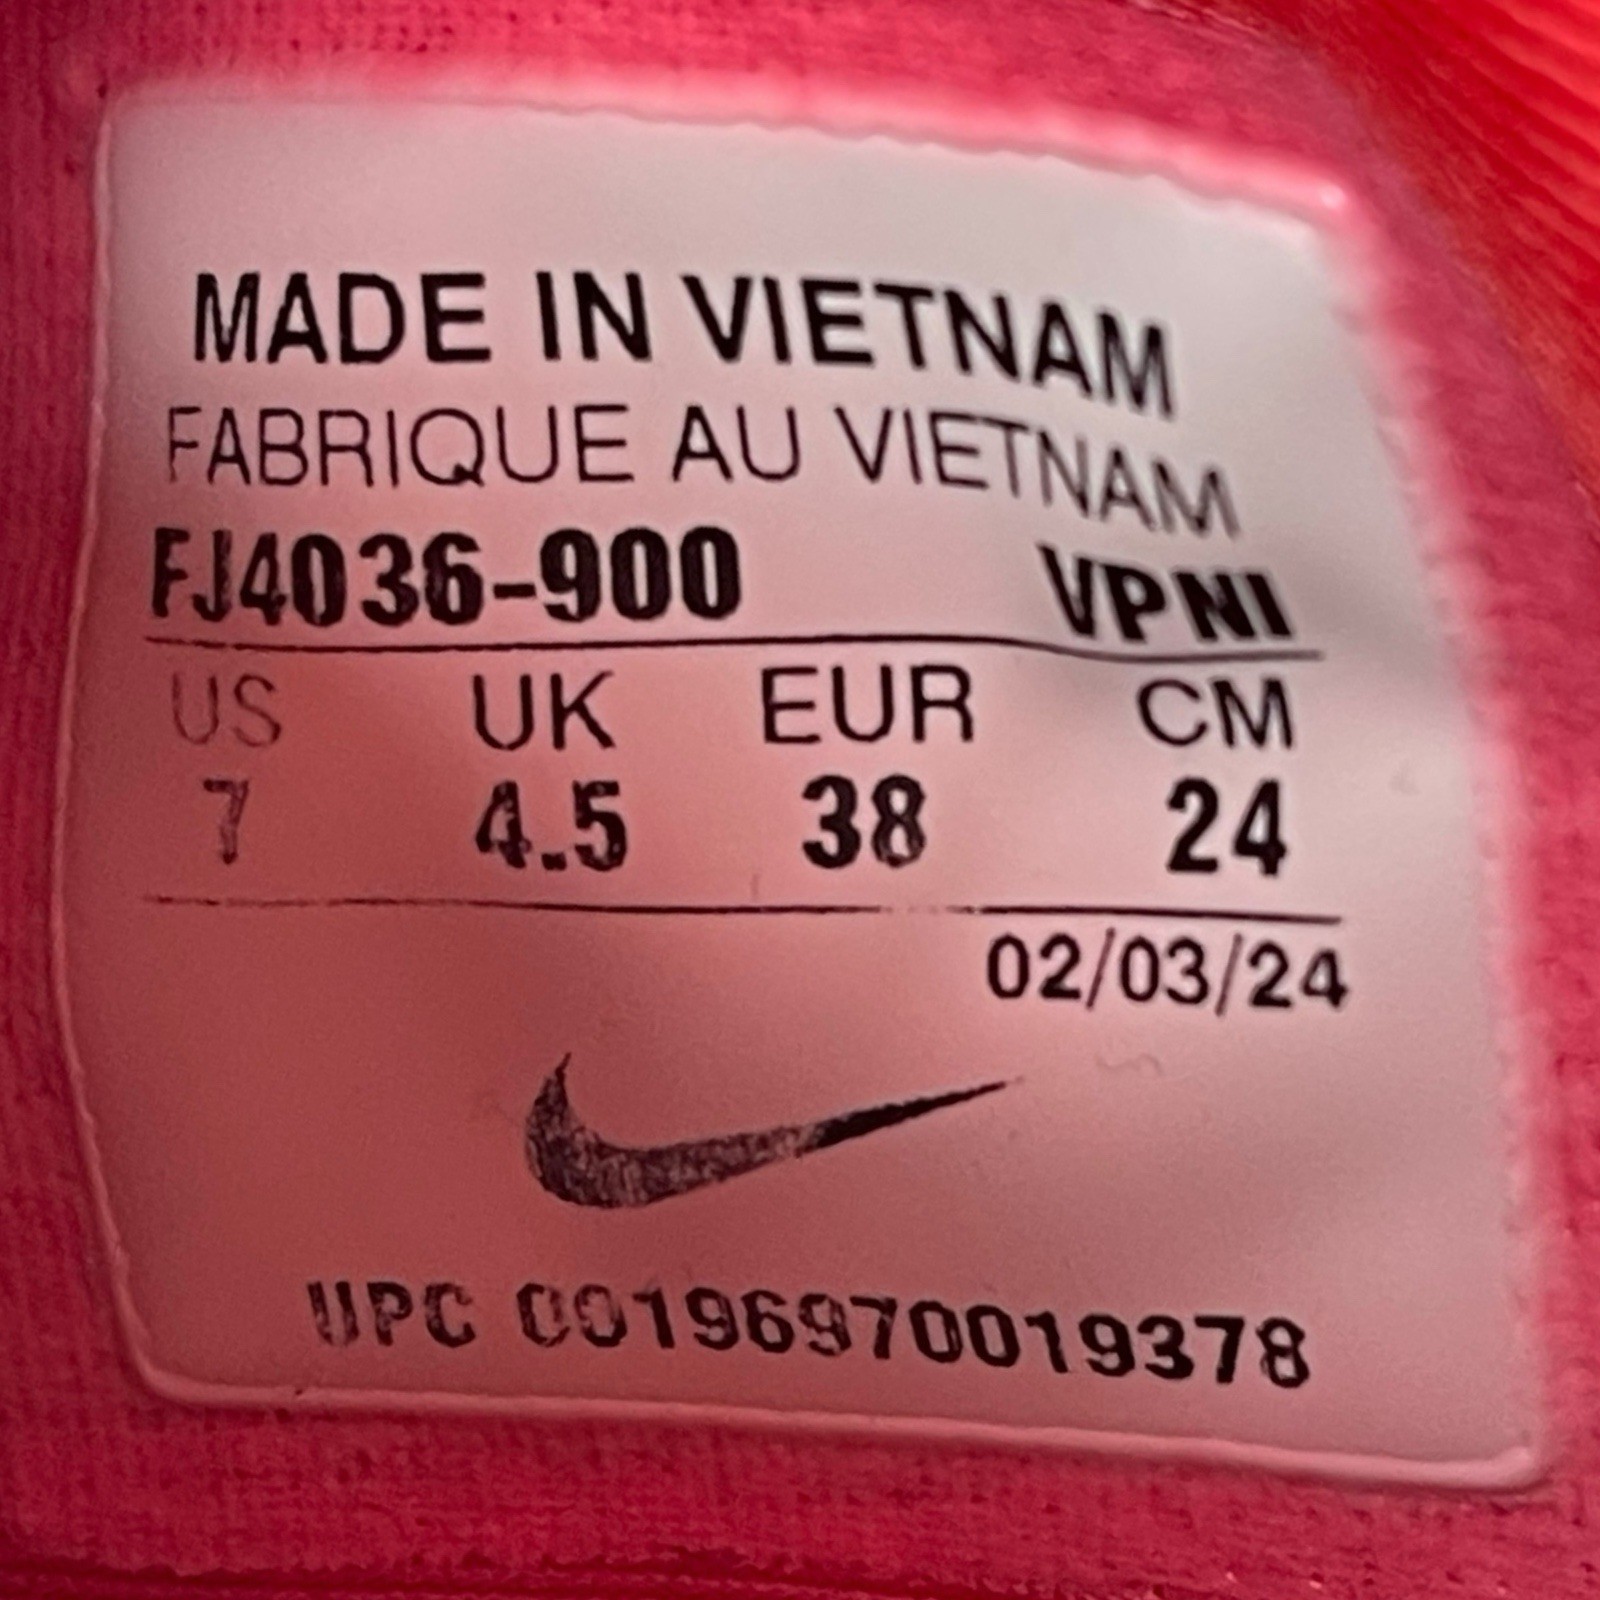 MADE IN VIETNAM
FABRIQUE AU VIETNAM
FJ4036-900 VPNI
US UK EUR CM
7 4.5 38 24
02/03/24
UPC 00196970019378